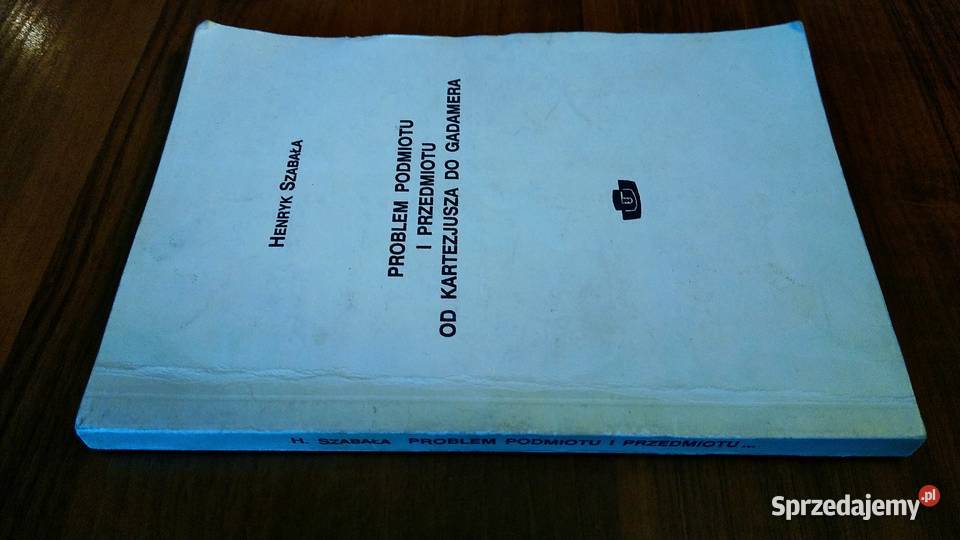 HENRYK SZABAŁA
PROBLEM PODMIOTU
I PRZEDMIOTU
OD KARTEZJUSZA DO GADAMERA
H. SZABAŁA PROBLEM PODMIOTU I PRZEDMIOTU...
Sprzedajemy.pl